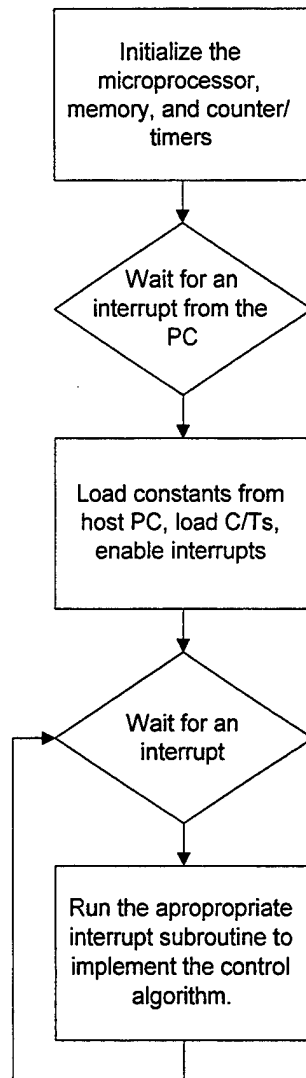 Initialize the
microprocessor,
memory, and counter/
timers
Wait for an
interrupt from the
PC
Load constants from
host PC, load C/Ts,
enable interrupts
Wait for an
interrupt
Run the apropropriate
interrupt subroutine to
implement the control
algorithm.